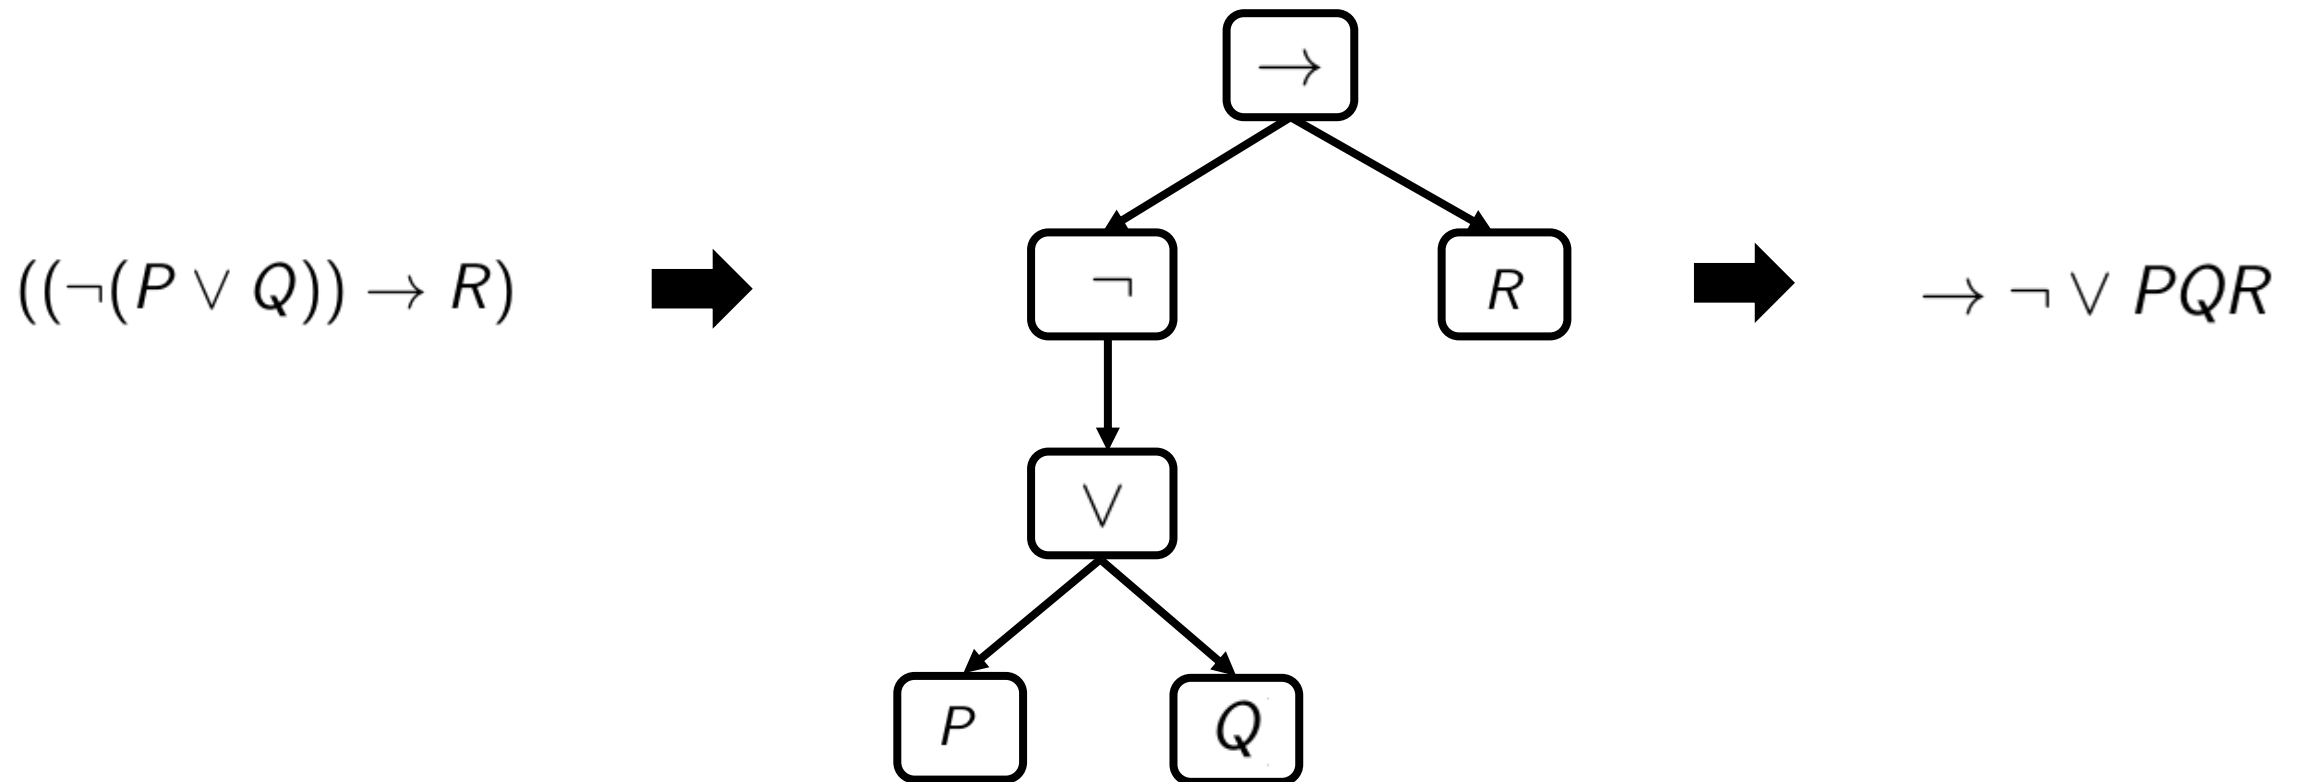 →
((¬(P ∨ Q)) → R)
¬
R
→ ¬ ∨ PQR
∨
P
Q